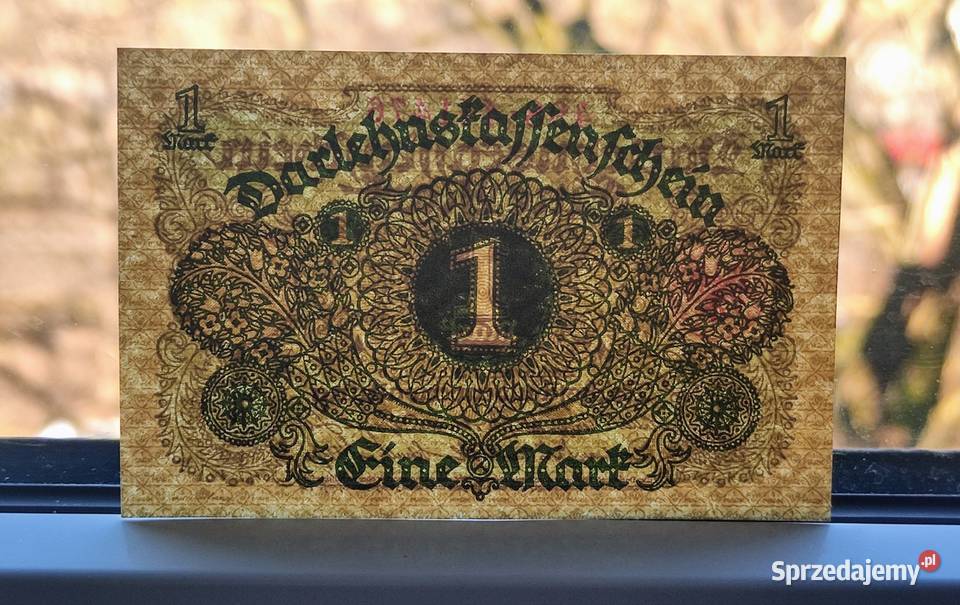 1 1
Mark Mark
Darlehnskassenschein
1 1
1
Eine Mark
Sprzedajemy.pl